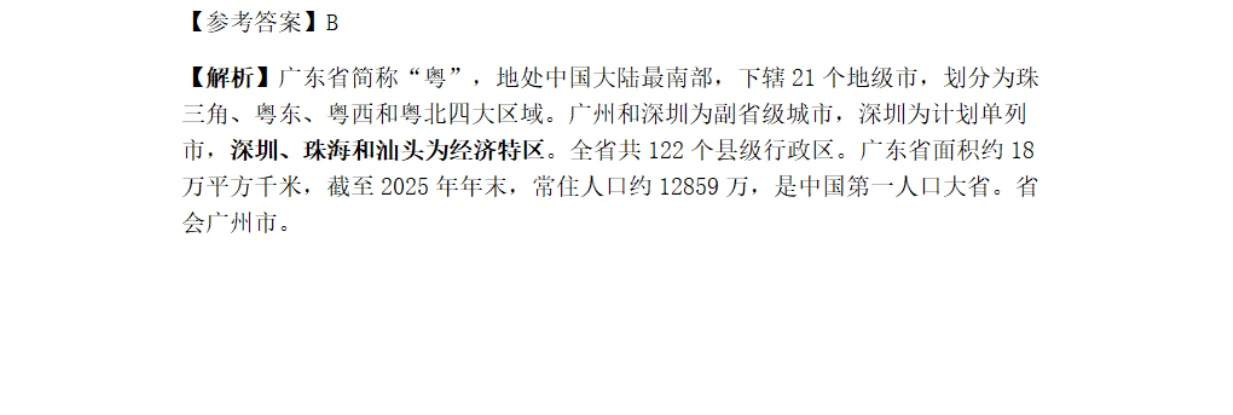 【参考答案】B
【解析】广东省简称“粤”，地处中国大陆最南部，下辖 21 个地级市，划分为珠
三角、粤东、粤西和粤北四大区域。广州和深圳为副省级城市，深圳为计划单列
市，深圳、珠海和汕头为经济特区。全省共 122 个县级行政区。广东省面积约 18
万平方千米，截至 2025 年年末，常住人口约 12859 万，是中国第一人口大省。省
会广州市。